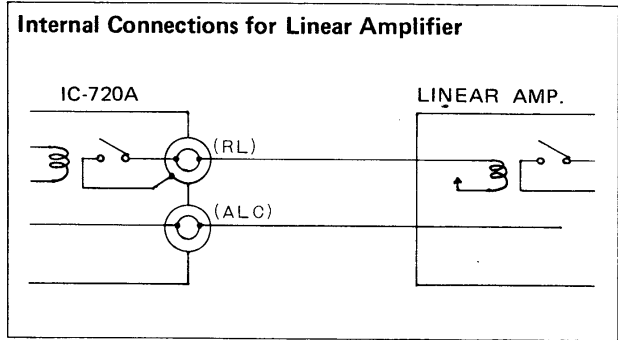 Internal Connections for Linear Amplifier
IC-720A
LINEAR AMP.
(RL)
(ALC)